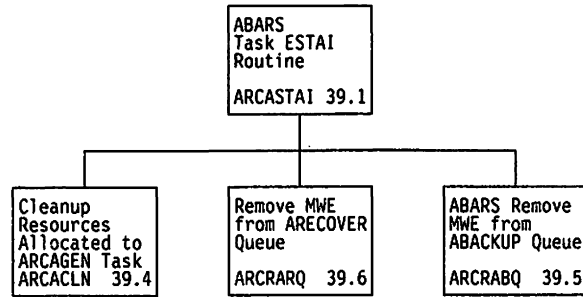 ABARS
Task ESTAI
Routine
ARCASTAI 39.1
Cleanup
Resources
Allocated to
ARCAGEN Task
ARCACLN 39.4
Remove MWE
from ARECOVER
Queue
ARCRARQ 39.6
ABARS Remove
MWE from
ABACKUP Queue
ARCRABQ 39.5